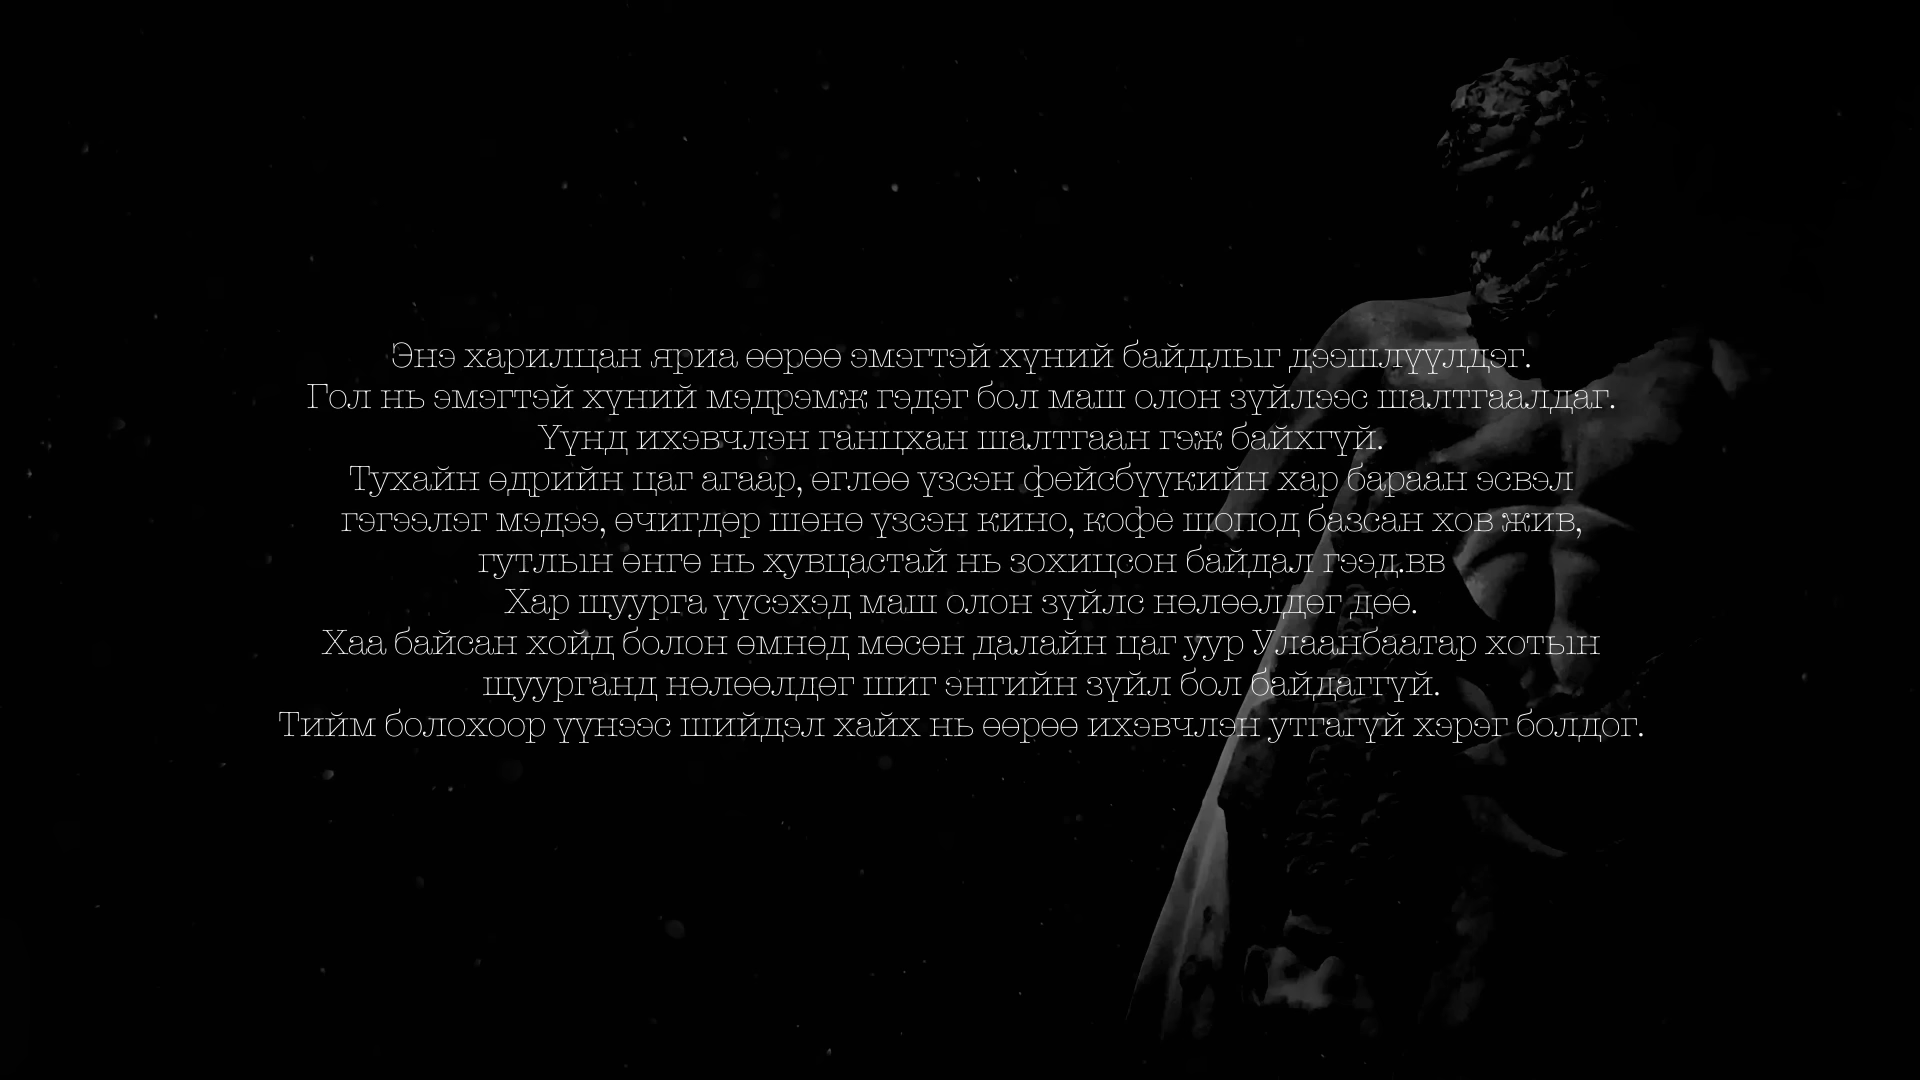 Энэ харилцан яриа өөрөө эмэгтэй хүний байдлыг дээшлүүлдэг.
Гол нь эмэгтэй хүний мэдрэмж гэдэг бол маш олон зүйлээс шалтгаалдаг.
Үүнд ихэвчлэн ганцхан шалтгаан гэж байхгүй.
Тухайн өдрийн цаг агаар, өглөө үзсэн фейсбүүкийн хар бараан эсвэл
гэгээлэг мэдээ, өчигдөр шөнө үзсэн кино, кофе шопод базсан хов жив,
гутлын өнгө нь хувцастай нь зохицсон байдал гээд.вв
Хар шуурга үүсэхэд маш олон зүйлс нөлөөлдөг дөө.
Хаа байсан хойд болон өмнөд мөсөн далайн цаг уур Улаанбаатар хотын
шуурганд нөлөөлдөг шиг энгийн зүйл бол байдаггүй.
Тийм болохоор үүнээс шийдэл хайх нь өөрөө ихэвчлэн утгагүй хэрэг болдог.